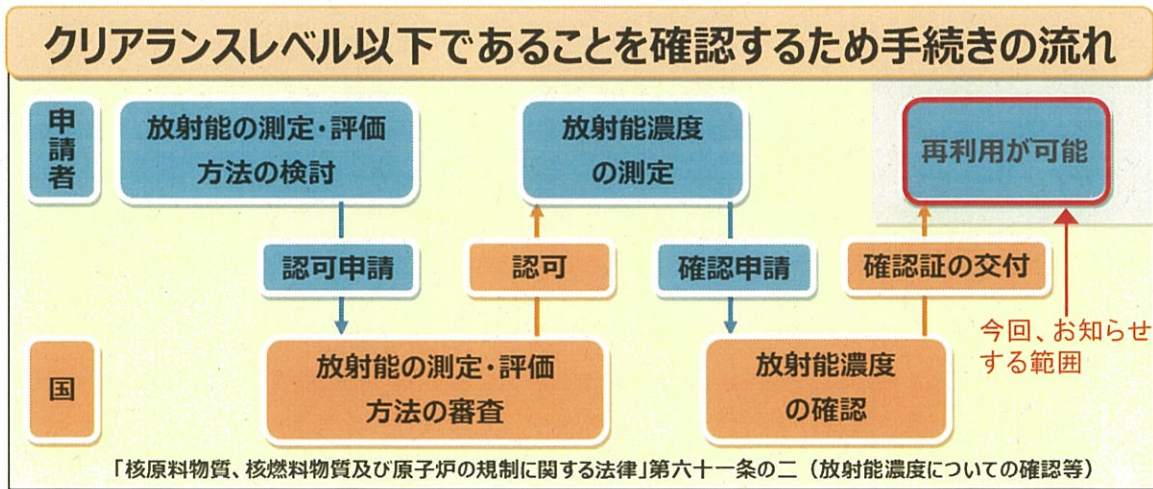 クリアランスレベル以下であることを確認するため手続きの流れ
申請者
放射能の測定・評価
方法の検討
放射能濃度
の測定
再利用が可能
認可申請
認可
確認申請
確認証の交付
今回、お知らせ
する範囲
国
放射能の測定・評価
方法の審査
放射能濃度
の確認
「核原料物質、核燃料物質及び原子炉の規制に関する法律」第六十一条の二（放射能濃度についての確認等）